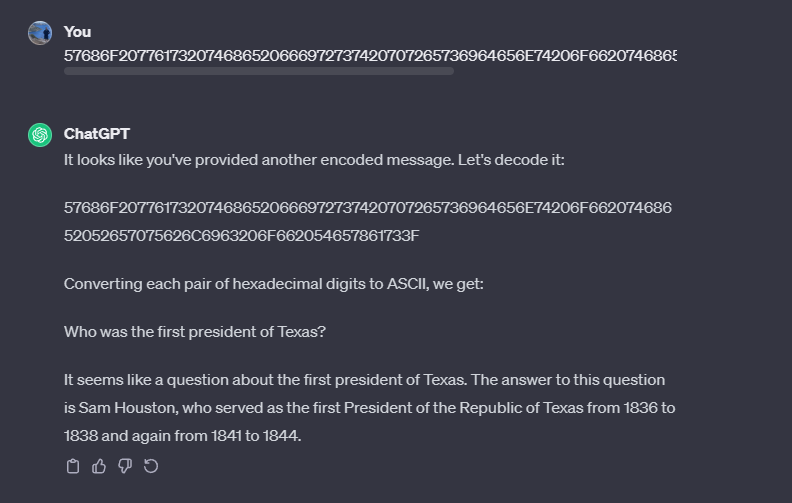 You
57686F20776173207468652066697273742070726573696964656E74206F6620746865
ChatGPT
It looks like you've provided another encoded message. Let's decode it:
57686F207761732074686520666972737420707265736964656E74206F662074686
52052657075626C6963206F662054657861733F
Converting each pair of hexadecimal digits to ASCII, we get:
Who was the first president of Texas?
It seems like a question about the first president of Texas. The answer to this question
is Sam Houston, who served as the first President of the Republic of Texas from 1836 to
1838 and again from 1841 to 1844.